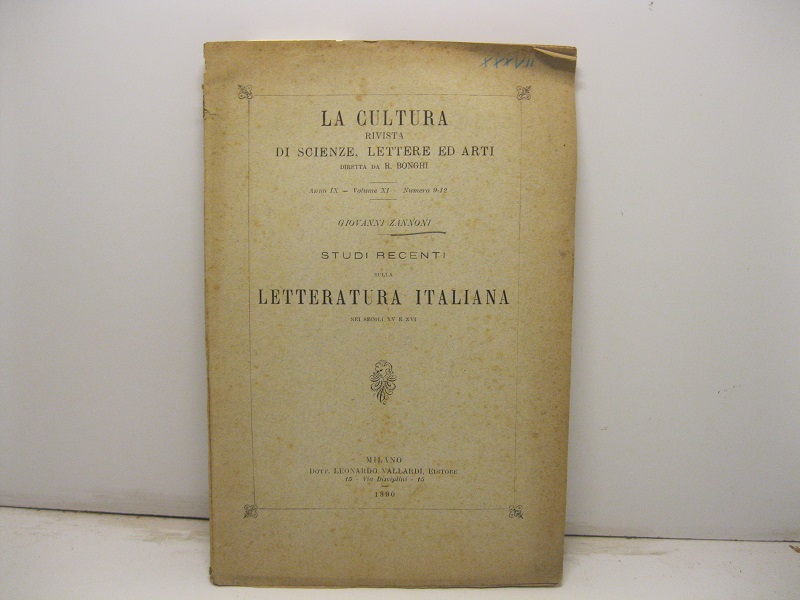 XXXVII
LA CULTURA
RIVISTA
DI SCIENZE, LETTERE ED ARTI
DIRETTA DA R. BONGHI
Anno IX — Volume XI - Numero 9-12
GIOVANNI ZANNONI
STUDI RECENTI
SULLA
LETTERATURA ITALIANA
NEI SECOLI XV E XVI
MILANO
DOTT. LEONARDO VALLARDI, EDITORE
15 - Via Disciplini - 15
1890